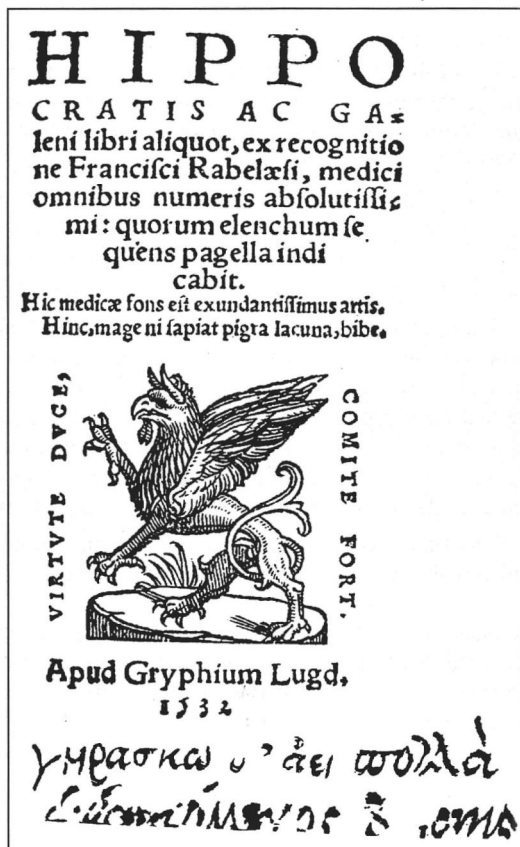 HIPPO
CRATIS AC GA⸗
leni libri aliquot, ex recognitio
ne Franciſci Rabelæſi, medici
omnibus numeris abſolutiſſi⸗
mi: quorum elenchum ſe
quens pagella indi
cabit.
Hic medicæ fons eſt exundantiſſimus artis.
Hinc, mage ni ſapiat pigra lacuna, bibe.
VIRTVTE DVCE,
COMITE FORT.
Apud Gryphium Lugd.
1532
γηρασκω ἀει πολλὰ